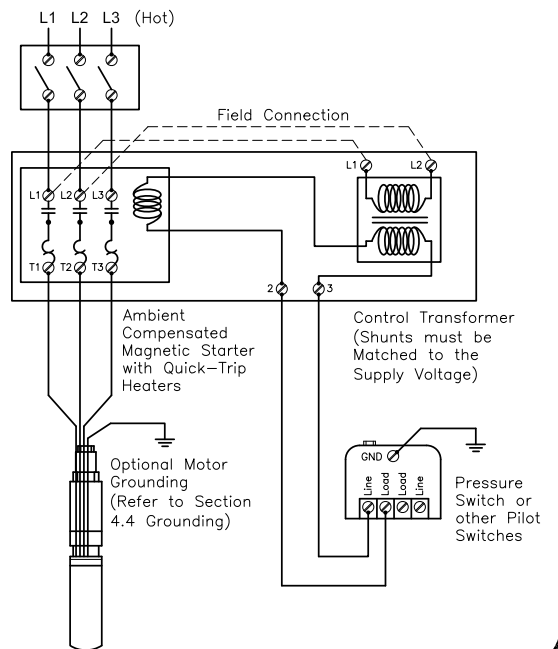 L1 L2 L3 (Hot)
Field Connection
L1 L2
L1 L2 L3
T1 T2 T3
2 3
Ambient
Compensated
Magnetic Starter
with Quick-Trip
Heaters
Control Transformer
(Shunts must be
Matched to the
Supply Voltage)
Optional Motor
Grounding
(Refer to Section
4.4 Grounding)
GND
Line Load Load Line
Pressure
Switch or
other Pilot
Switches